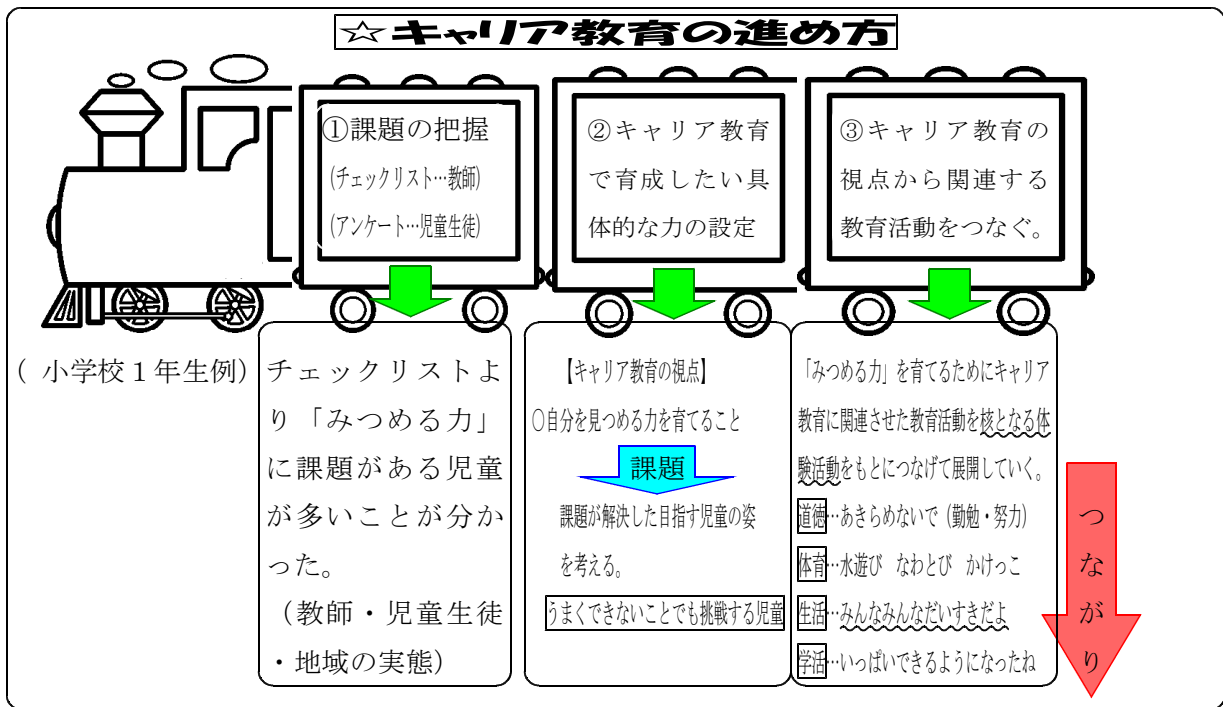 ☆キャリア教育の進め方
①課題の把握
(チェックリスト…教師)
(アンケート…児童生徒)
②キャリア教育
で育成したい具
体的な力の設定
③キャリア教育の
視点から関連する
教育活動をつなぐ。
( 小学校１年生例)
チェックリストよ
り「みつめる力」
に課題がある児童
が多いことが分か
った。
（教師・児童生徒
・地域の実態）
【キャリア教育の視点】
○自分を見つめる力を育てること
課題
課題が解決した目指す児童の姿
を考える。
うまくできないことでも挑戦する児童
「みつめる力」を育てるためにキャリア
教育に関連させた教育活動を核となる体
験活動をもとにつなげて展開していく。
道徳…あきらめないで（勤勉・努力）
体育…水遊び　なわとび　かけっこ
生活…みんなみんなだいすきだよ
学活…いっぱいできるようになったね
つながり